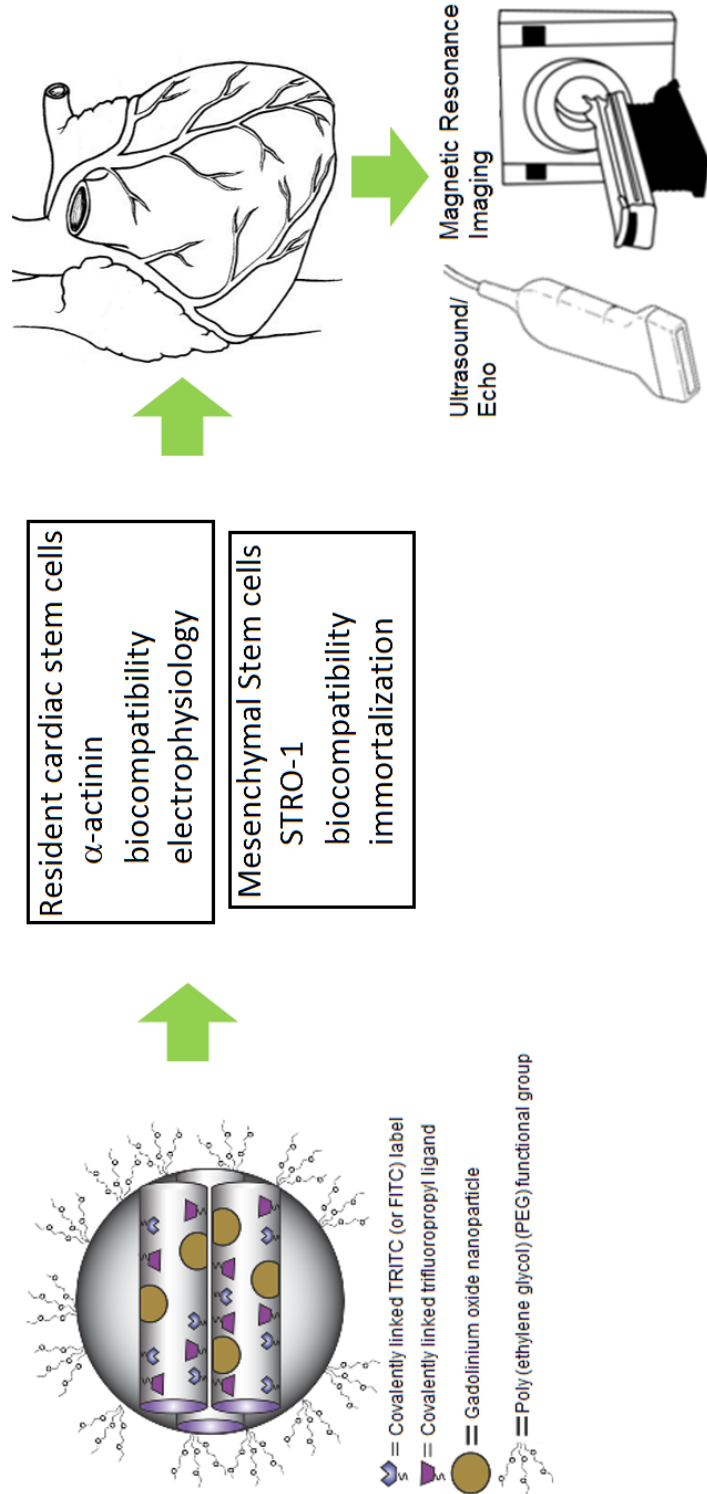 = Covalently linked TRITC (or FITC) label
= Covalently linked trifluoropropyl ligand
= Gadolinium oxide nanoparticle
= Poly (ethylene glycol) (PEG) functional group
Resident cardiac stem cells
α-actinin
biocompatibility
electrophysiology
Mesenchymal Stem cells
STRO-1
biocompatibility
immortalization
Ultrasound/
Echo
Magnetic Resonance
Imaging